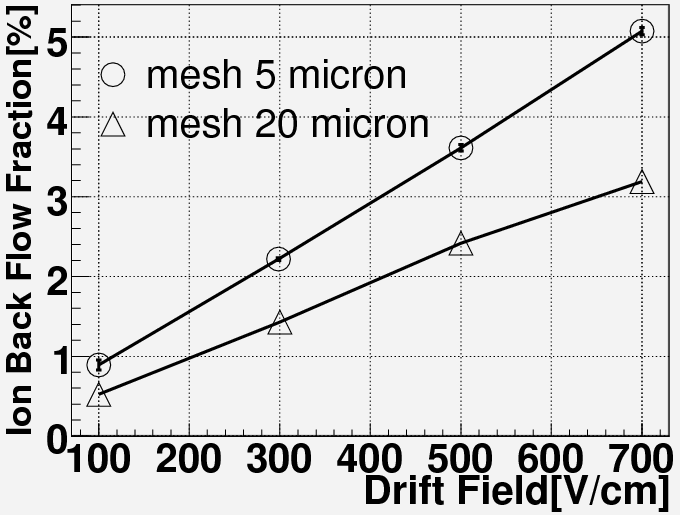 Ion Back Flow Fraction[%]
5
4
3
2
1
0
mesh 5 micron
mesh 20 micron
100 200 300 400 500 600 700
Drift Field[V/cm]